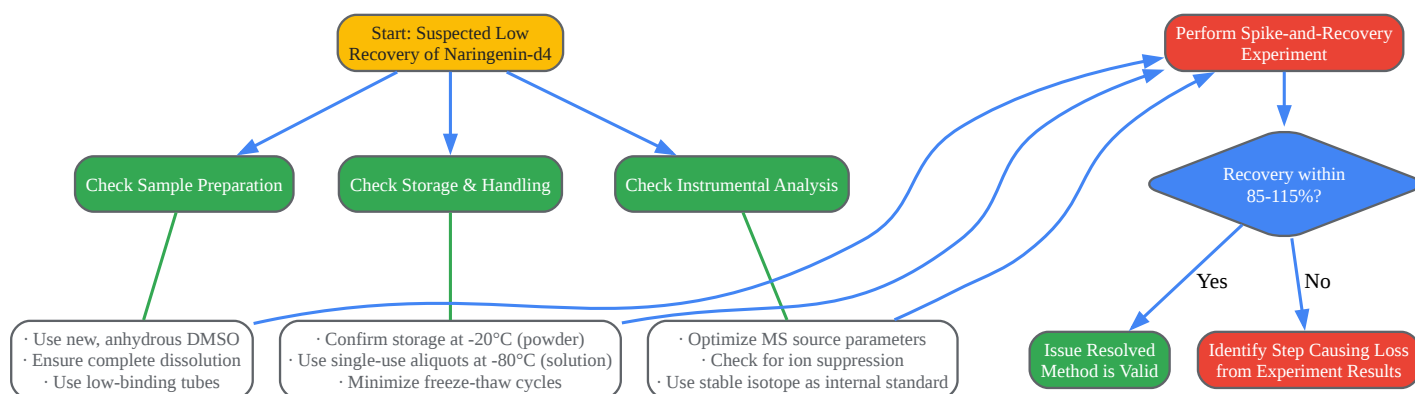 Start: Suspected Low
Recovery of Naringenin-d4
Perform Spike-and-Recovery
Experiment
Check Sample Preparation
Check Storage & Handling
Check Instrumental Analysis
Recovery within
85-115%?
Yes
No
· Use new, anhydrous DMSO
· Ensure complete dissolution
· Use low-binding tubes
· Confirm storage at -20°C (powder)
· Use single-use aliquots at -80°C (solution)
· Minimize freeze-thaw cycles
· Optimize MS source parameters
· Check for ion suppression
· Use stable isotope as internal standard
Issue Resolved
Method is Valid
Identify Step Causing Loss
from Experiment Results